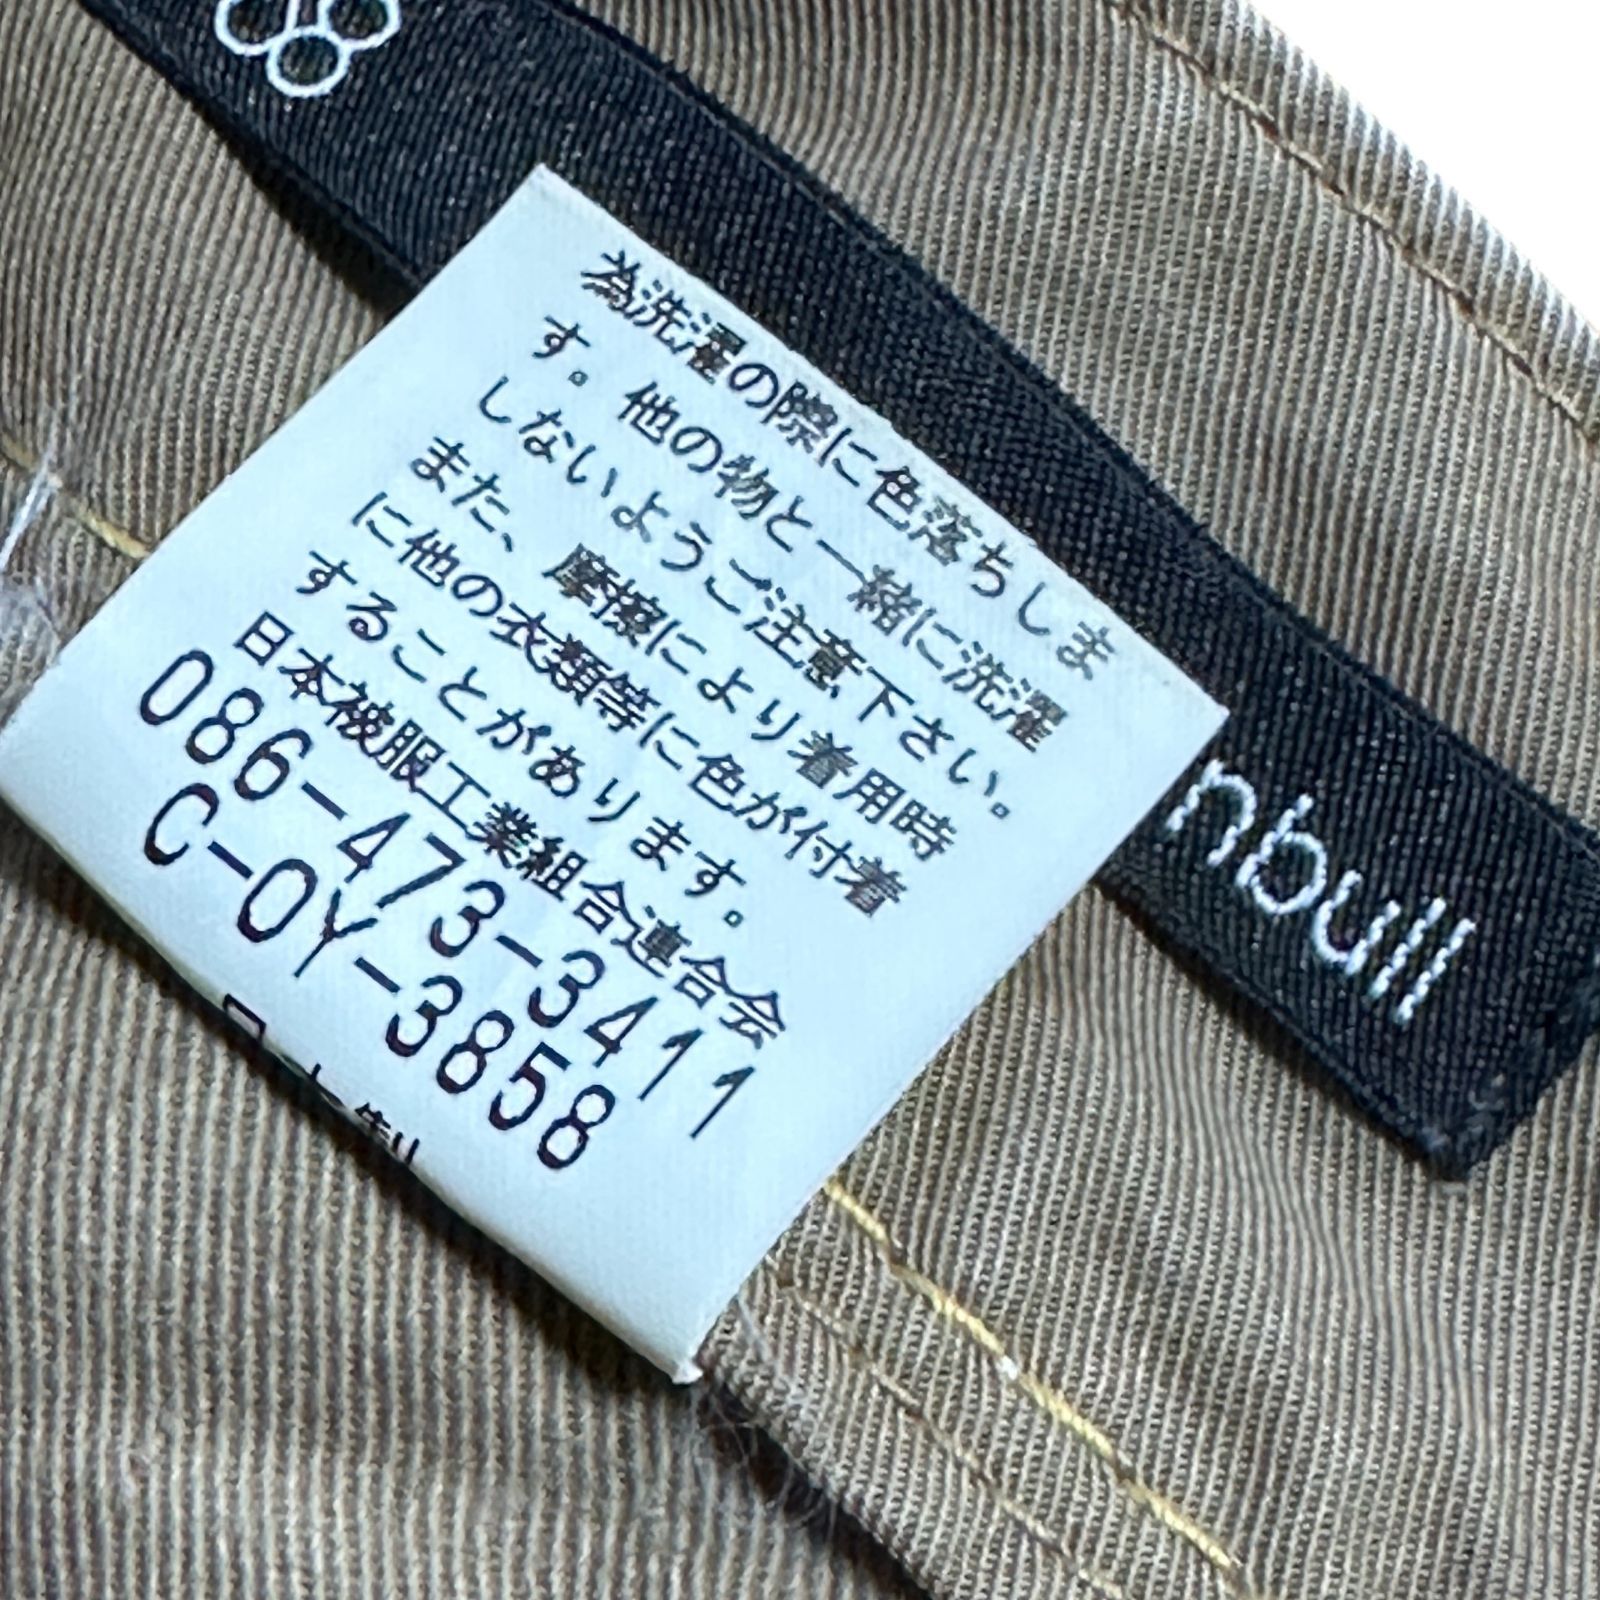 為洗濯の際に色落ちしま
す。他の物と一緒に洗濯
しないようご注意下さい。
また、摩擦により着用時
に他の衣類等に色が付着
することがあります。
日本被服工業組合連合会
086-473-3411
C-OY-3858
nbull